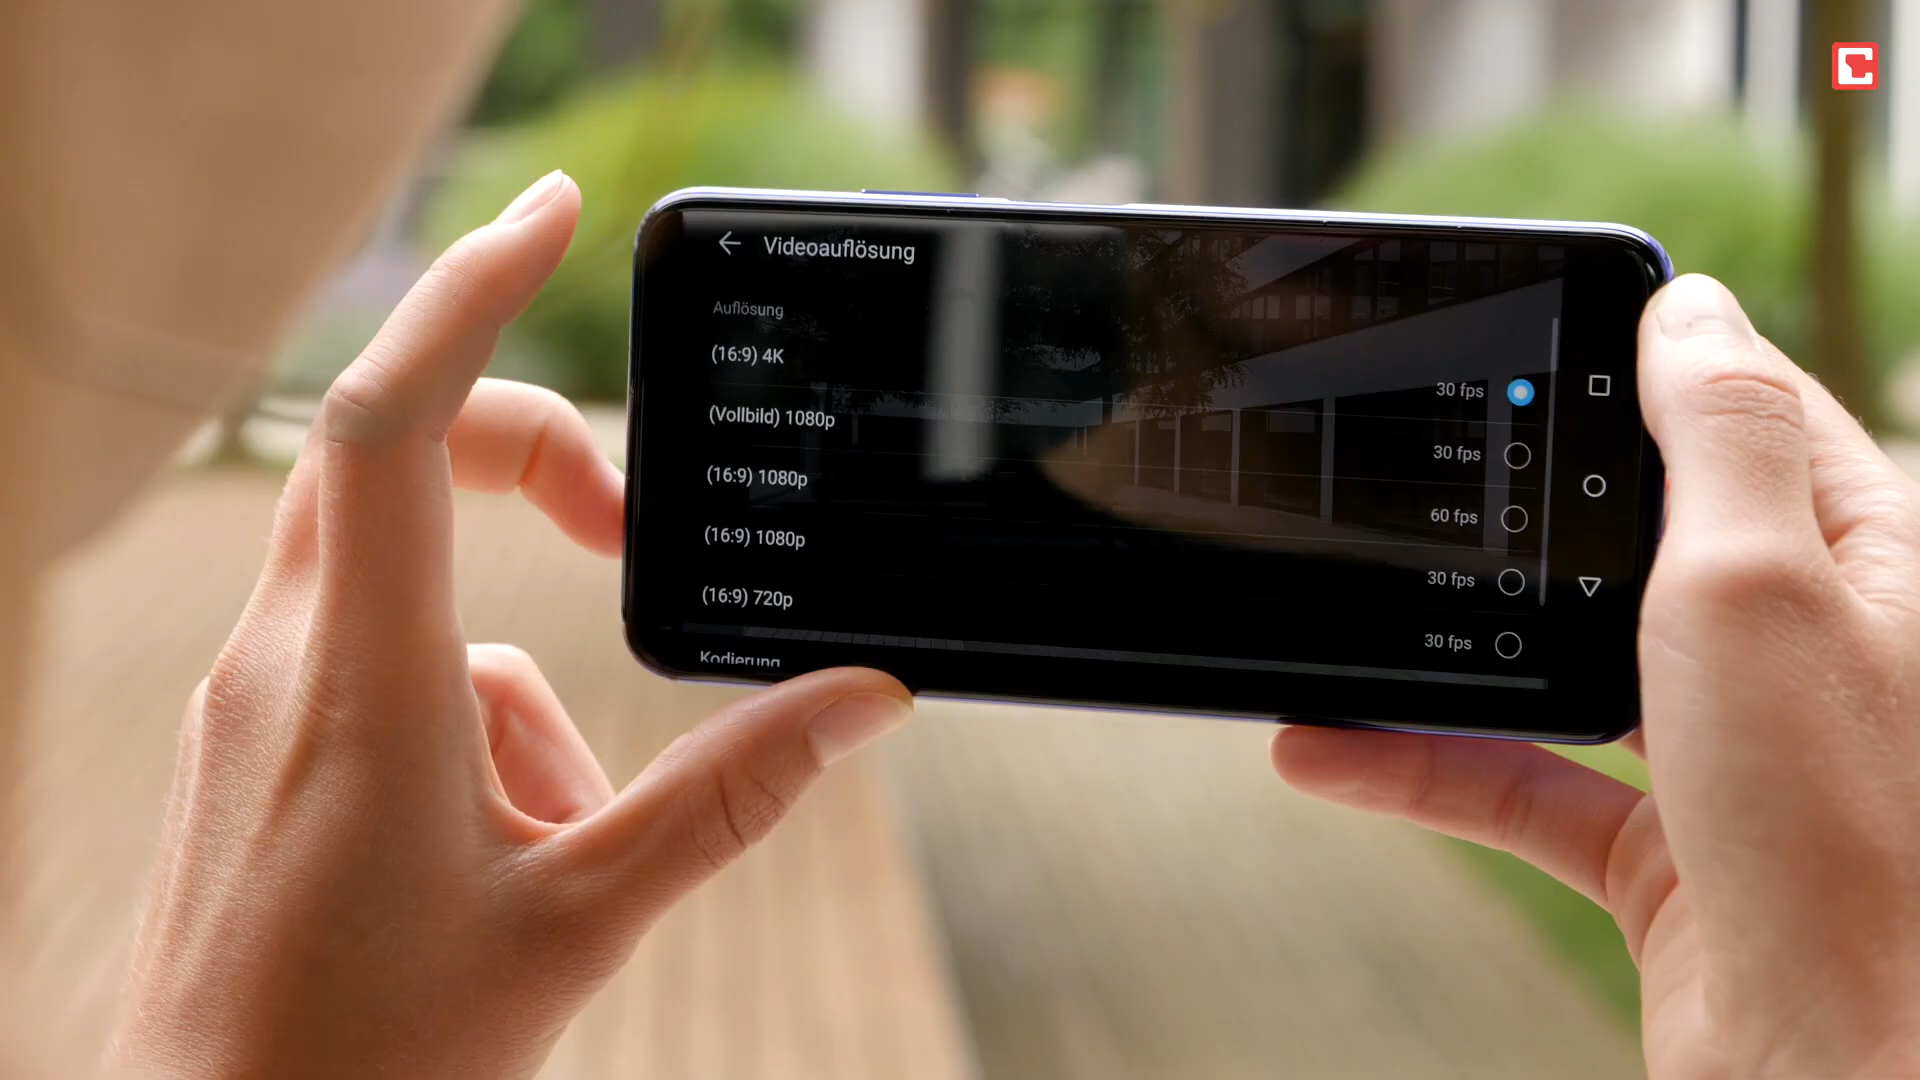 Videoauflösung
Auflösung
(16:9) 4K 30 fps
(Vollbild) 1080p 30 fps
(16:9) 1080p 60 fps
(16:9) 1080p 30 fps
(16:9) 720p 30 fps
Kodierung